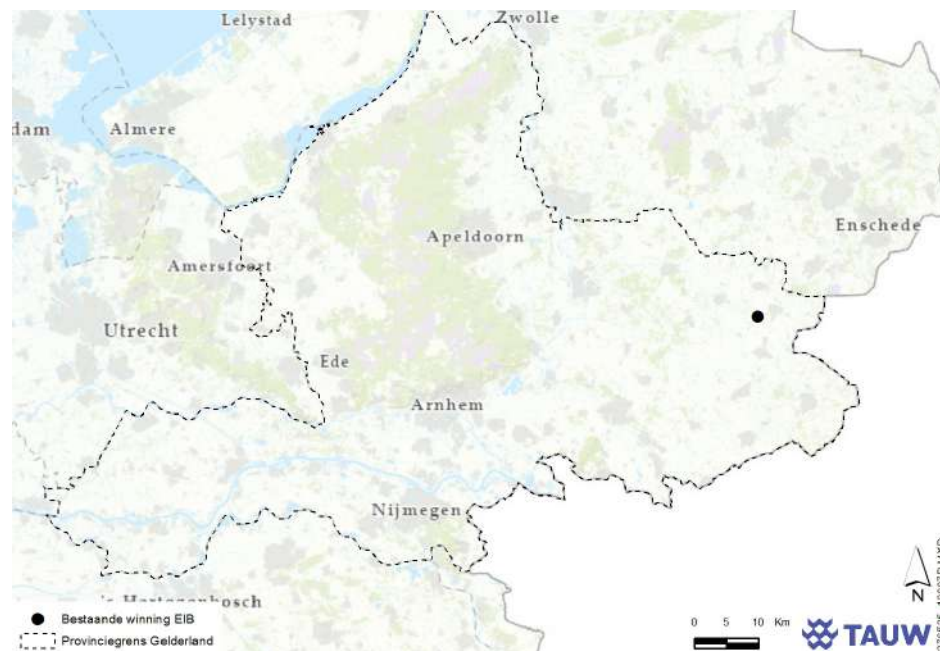 Lelystad
Zwolle
dam
Almere
Enschede
Apeldoorn
Amersfoort
Utrecht
Ede
Arnhem
Nijmegen
's-Hertogenbosch
Bestaande winning EIB
Provinciegrens Gelderland
0 5 10 Km
N
TAUW